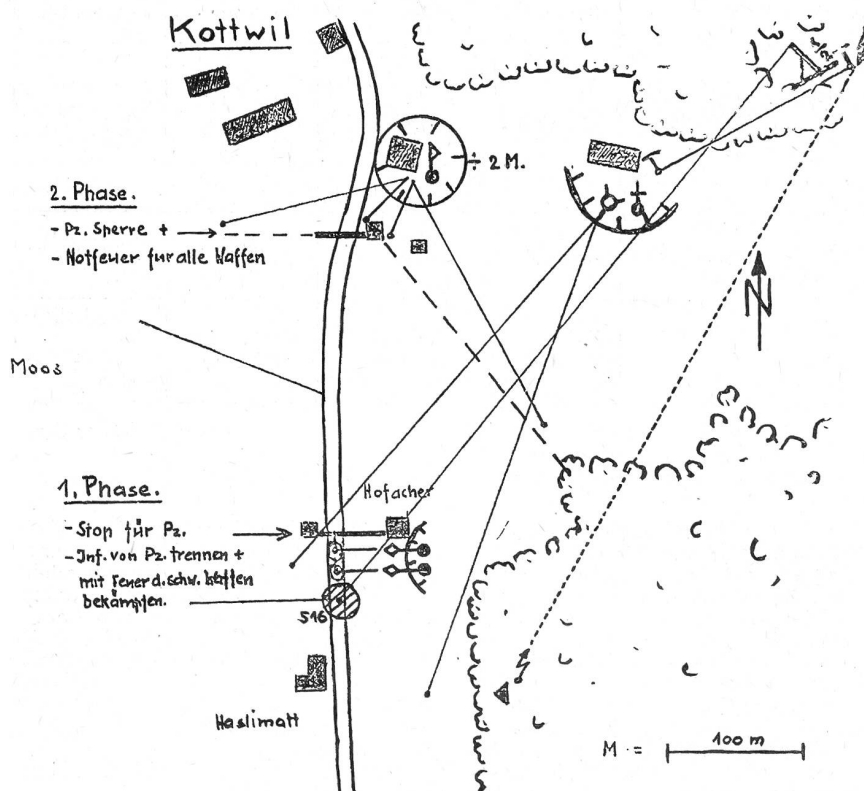 Kottwil
÷ 2 M.
2. Phase.
- Pz. Sperre +
- Notfeuer für alle Waffen
N
Moos
1. Phase.
Hofacher
- Stop für Pz.
- Inf. von Pz. trennen +
mit Feuer d. schw. Waffen
bekämpfen.
516
Haslimatt
M = 100 m